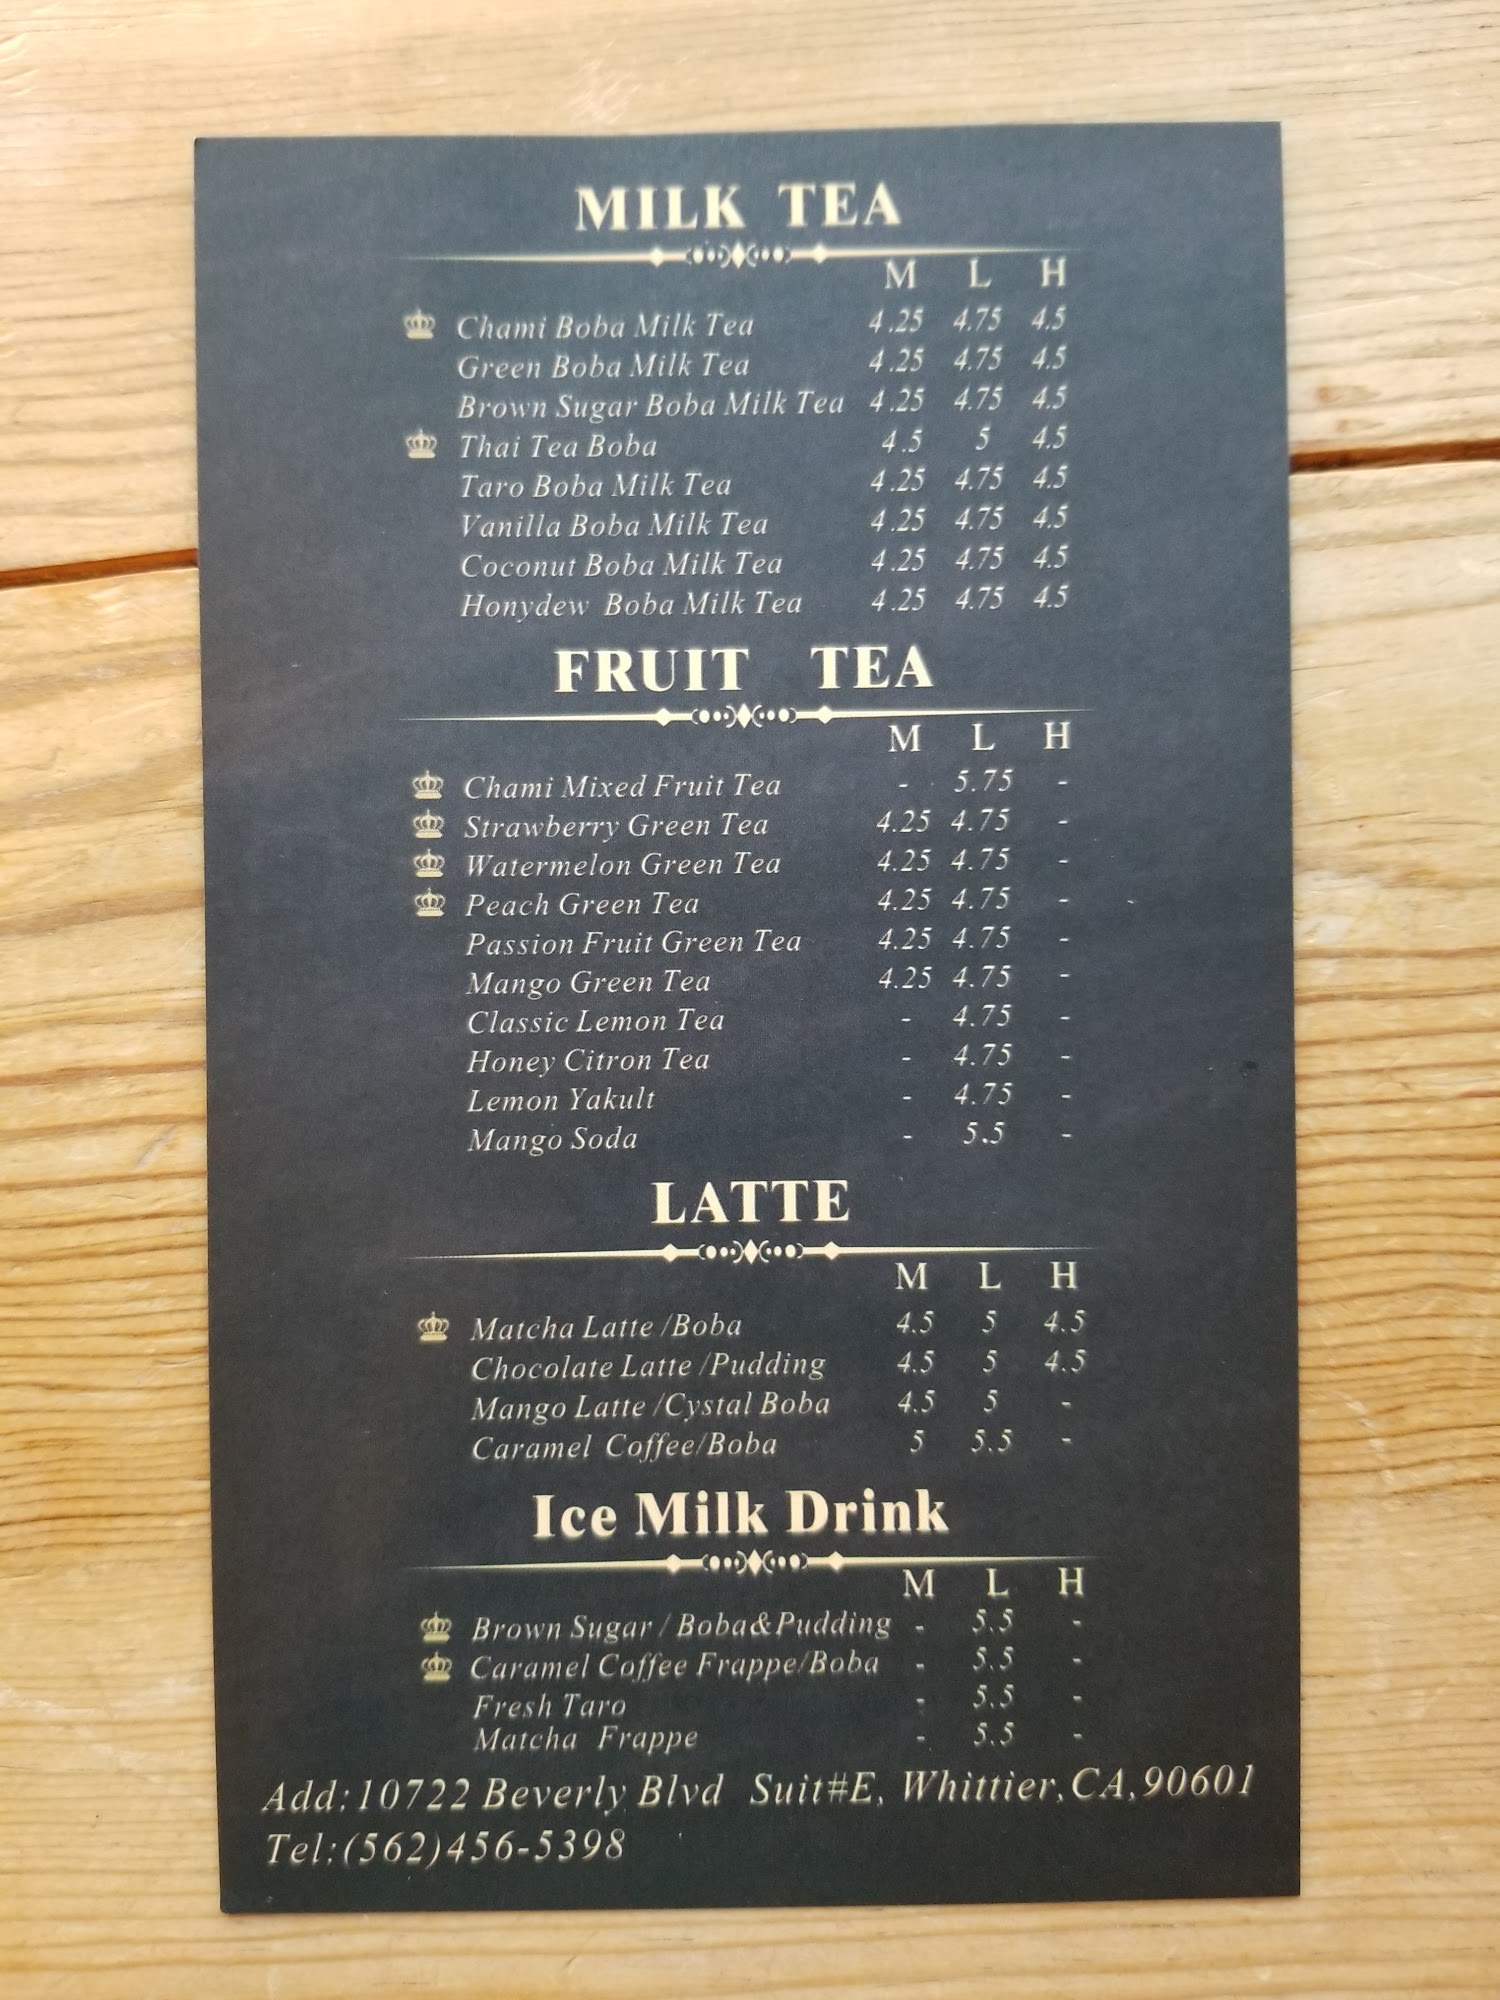 MILK TEA
M L H
Chami Boba Milk Tea 4.25 4.75 4.5
Green Boba Milk Tea 4.25 4.75 4.5
Brown Sugar Boba Milk Tea 4.25 4.75 4.5
Thai Tea Boba 4.5 5 4.5
Taro Boba Milk Tea 4.25 4.75 4.5
Vanilla Boba Milk Tea 4.25 4.75 4.5
Coconut Boba Milk Tea 4.25 4.75 4.5
Honydew Boba Milk Tea 4.25 4.75 4.5
FRUIT TEA
M L H
Chami Mixed Fruit Tea - 5.75 -
Strawberry Green Tea 4.25 4.75 -
Watermelon Green Tea 4.25 4.75 -
Peach Green Tea 4.25 4.75 -
Passion Fruit Green Tea 4.25 4.75 -
Mango Green Tea 4.25 4.75 -
Classic Lemon Tea - 4.75 -
Honey Citron Tea - 4.75 -
Lemon Yakult - 4.75 -
Mango Soda - 5.5 -
LATTE
M L H
Matcha Latte /Boba 4.5 5 4.5
Chocolate Latte /Pudding 4.5 5 4.5
Mango Latte /Cystal Boba 4.5 5 -
Caramel Coffee/Boba 5 5.5 -
Ice Milk Drink
M L H
Brown Sugar / Boba&Pudding - 5.5 -
Caramel Coffee Frappe/Boba - 5.5 -
Fresh Taro - 5.5 -
Matcha Frappe - 5.5 -
Add:10722 Beverly Blvd Suit#E, Whittier,CA,90601
Tel:(562)456-5398